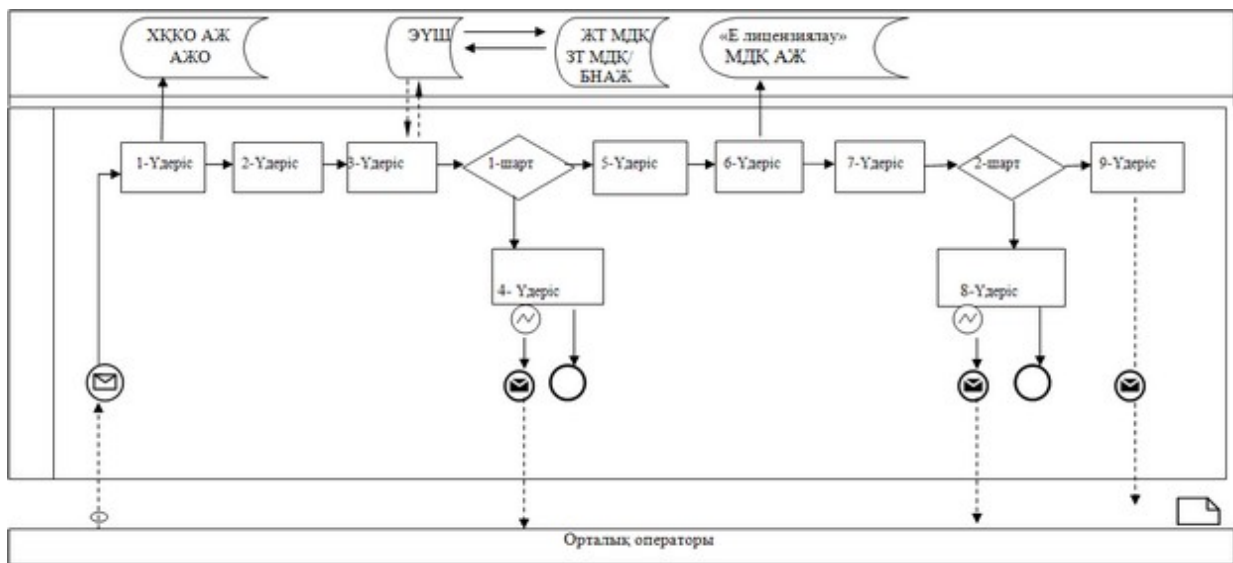 ХҚКО АЖ
АЖО
ЭҮШ
ЖТ МДҚ/
ЗТ МДҚ/
БНАЖ
«Е лицензиялау»
МДҚ АЖ
1-Үдеріс
2-Үдеріс
3-Үдеріс
1-шарт
5-Үдеріс
6-Үдеріс
7-Үдеріс
2-шарт
9-Үдеріс
4- Үдеріс
8-Үдеріс
Орталық операторы